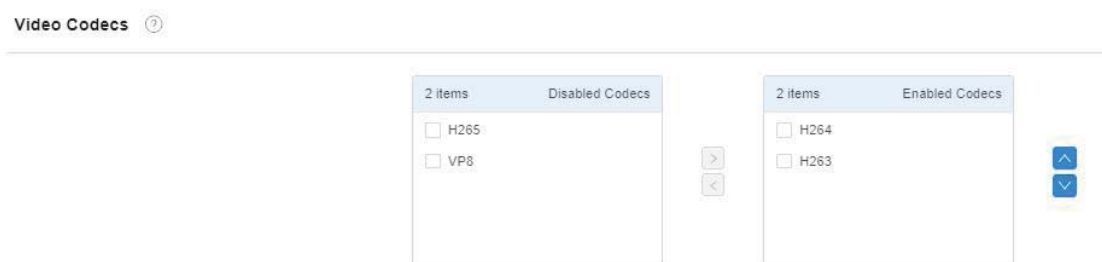 Video Codecs ?
2 items Disabled Codecs
H265
VP8
2 items Enabled Codecs
H264
H263